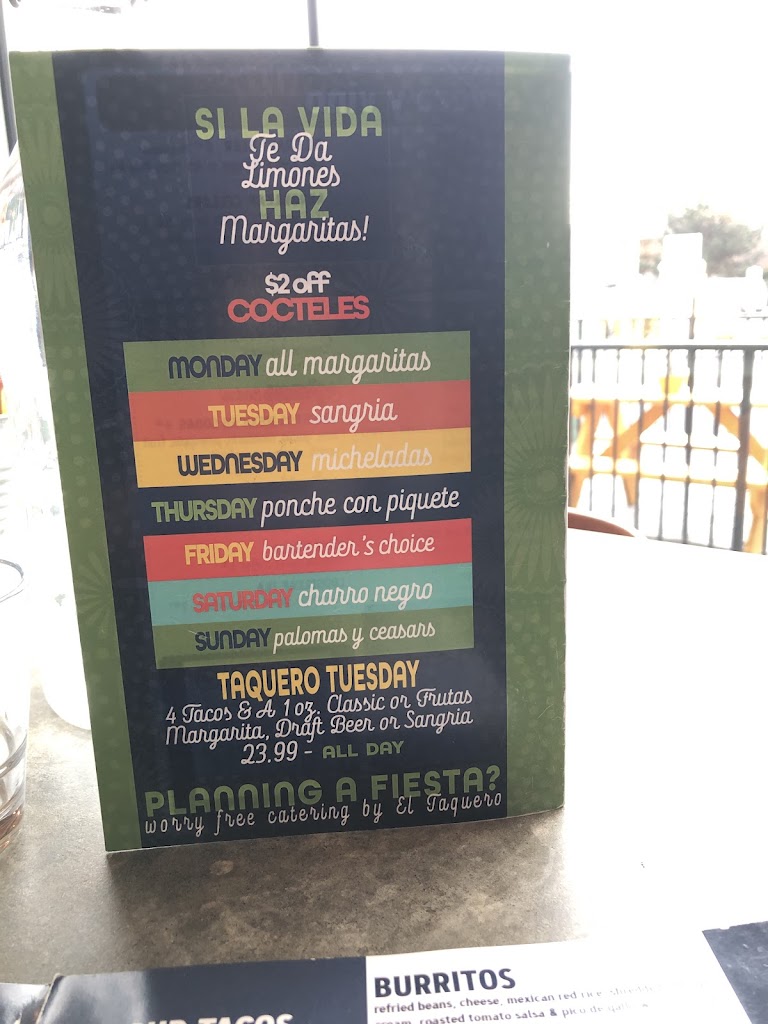 SI LA VIDA
Te Da
Limones
HAZ
Margaritas!
$2 off
COCTELES
MONDAY all margaritas
TUESDAY sangria
WEDNESDAY micheladas
THURSDAY ponche con piquete
FRIDAY bartender's choice
SATURDAY charro negro
SUNDAY palomas y ceasars
TAQUERO TUESDAY
4 Tacos & A 1 oz. Classic or Frutas
Margarita, Draft Beer or Sangria
23.99 - ALL DAY
PLANNING A FIESTA?
worry free catering by El Taquero
BURRITOS
refried beans, cheese, mexican red rice,
roasted tomato salsa & pico de
TACOS